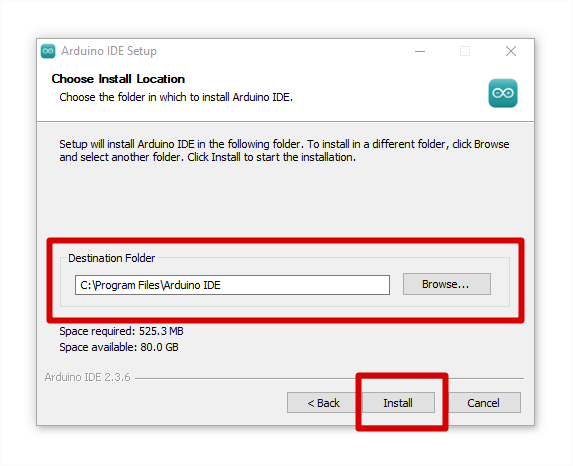 Arduino IDE Setup
Choose Install Location
Choose the folder in which to install Arduino IDE.
Setup will install Arduino IDE in the following folder. To install in a different folder, click Browse
and select another folder. Click Install to start the installation.
Destination Folder
C:\Program Files\Arduino IDE
Browse...
Space required: 525.3 MB
Space available: 80.0 GB
Arduino IDE 2.3.6
< Back
Install
Cancel